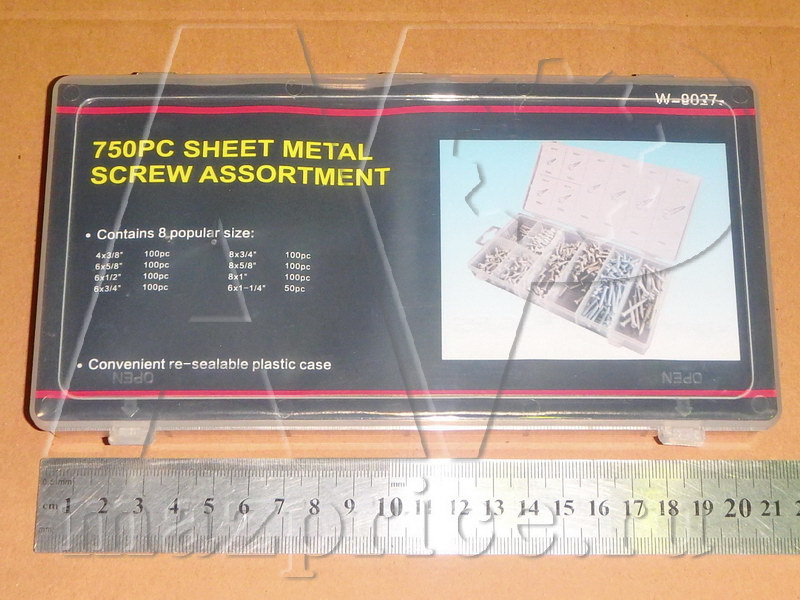 W-9027-
750PC SHEET METAL
SCREW ASSORTMENT
• Contains 8 popular size:
4x3/8" 100pc 8x3/4" 100pc
6x5/8" 100pc 8x5/8" 100pc
6x1/2" 100pc 8x1" 100pc
6x3/4" 100pc 6x1-1/4" 50pc
• Convenient re-sealable plastic case
OPEN OPEN
0.5mm mm
cm 1 2 3 4 5 6 7 8 9 10 11 12 13 14 15 16 17 18 19 20 21
mazprice.ru